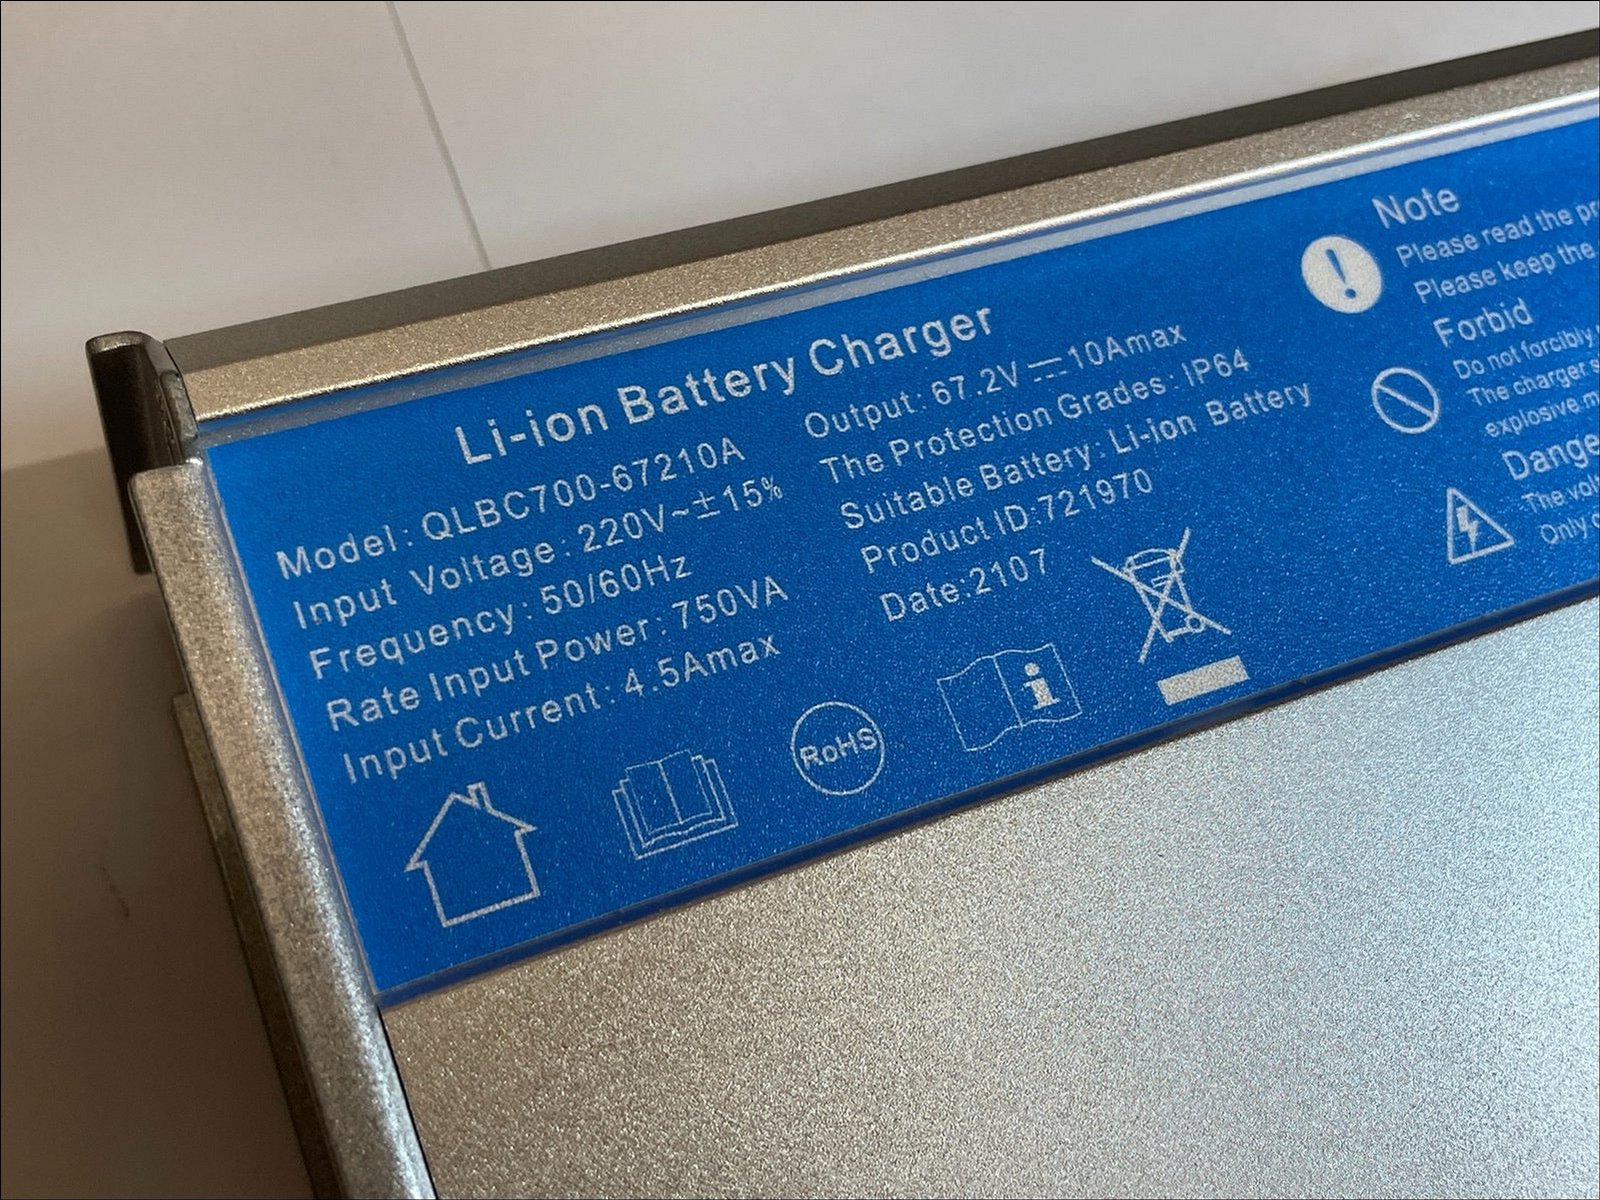 Li-ion Battery Charger
Model: QLBC700-67210A
Input Voltage: 220V~±15%
Frequency: 50/60Hz
Rate Input Power: 750VA
Input Current: 4.5Amax
Output: 67.2V⎓10Amax
The Protection Grades: IP64
Suitable Battery: Li-ion Battery
Product ID:721970
Date:2107
RoHS
i
Note
Please read the
Please keep the
Forbid
Do not forcibly
The charger
Only